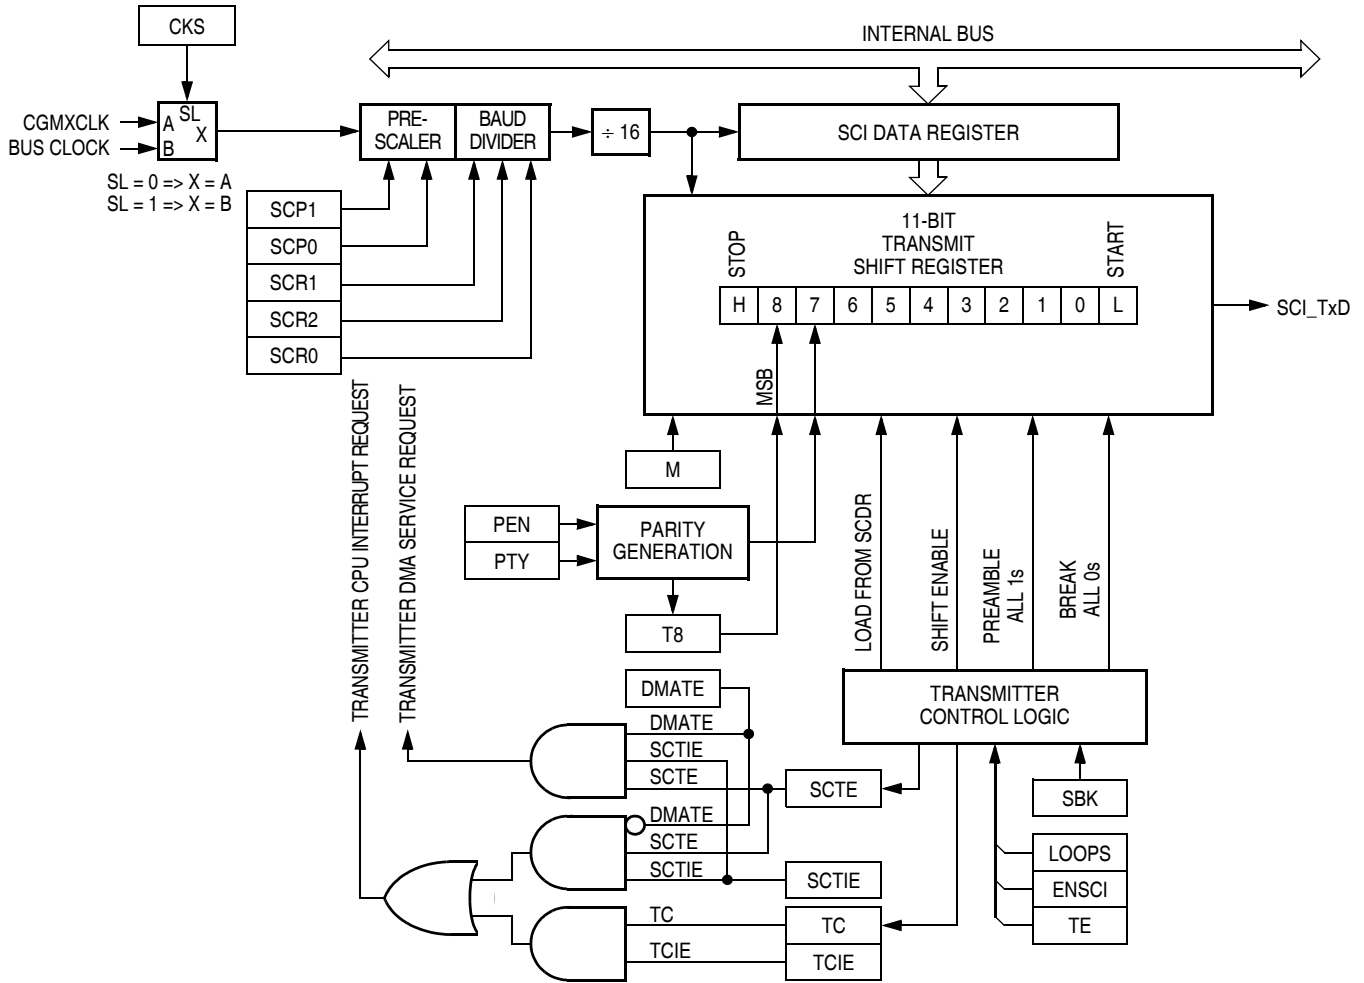 CKS
INTERNAL BUS
CGMXCLK
BUS CLOCK
SL
A
X
B
SL = 0 => X = A
SL = 1 => X = B
PRE-
SCALER
BAUD
DIVIDER
÷ 16
SCI DATA REGISTER
SCP1
SCP0
SCR1
SCR2
SCR0
11-BIT
TRANSMIT
SHIFT REGISTER
STOP
START
H 8 7 6 5 4 3 2 1 0 L
SCI_TxD
MSB
TRANSMITTER CPU INTERRUPT REQUEST
TRANSMITTER DMA SERVICE REQUEST
M
PEN
PTY
PARITY
GENERATION
T8
LOAD FROM SCDR
SHIFT ENABLE
PREAMBLE
ALL 1s
BREAK
ALL 0s
TRANSMITTER
CONTROL LOGIC
DMATE
DMATE
SCTIE
SCTE
SCTE
DMATE
SCTE
SCTIE
SCTIE
TC
TCIE
TC
TCIE
SBK
LOOPS
ENSCI
TE